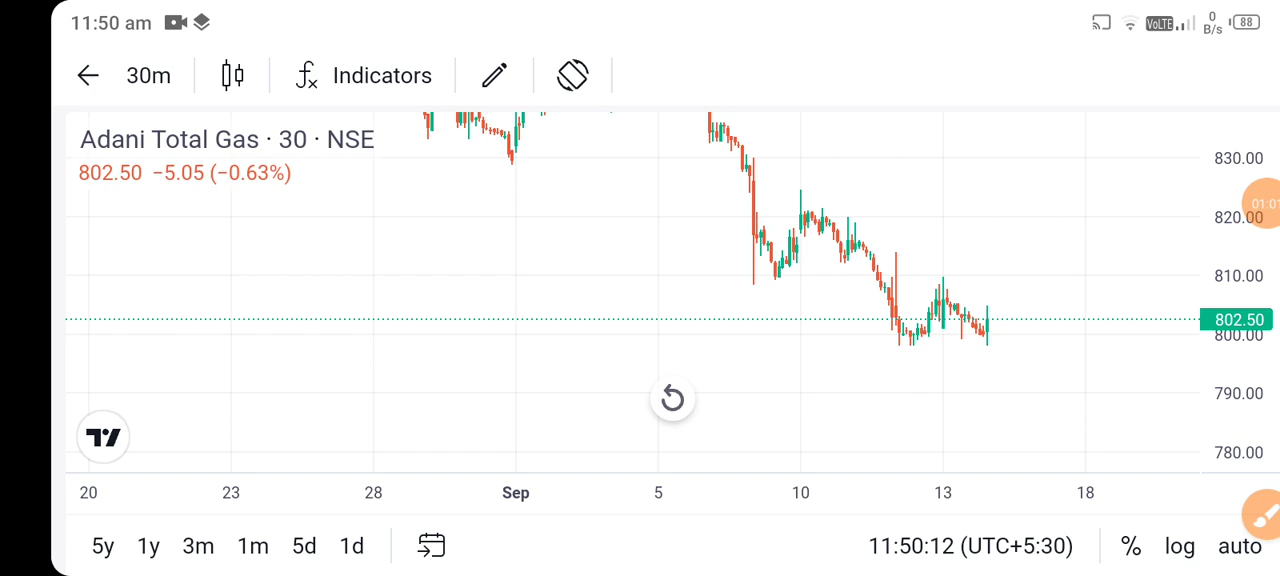 11:50 am VoLTE 0 B/s 88
30m Indicators
Adani Total Gas · 30 · NSE
802.50 −5.05 (−0.63%)
830.00
01:01
820.00
810.00
802.50
800.00
790.00
780.00
20 23 28 Sep 5 10 13 18
5y 1y 3m 1m 5d 1d 11:50:12 (UTC+5:30) % log auto